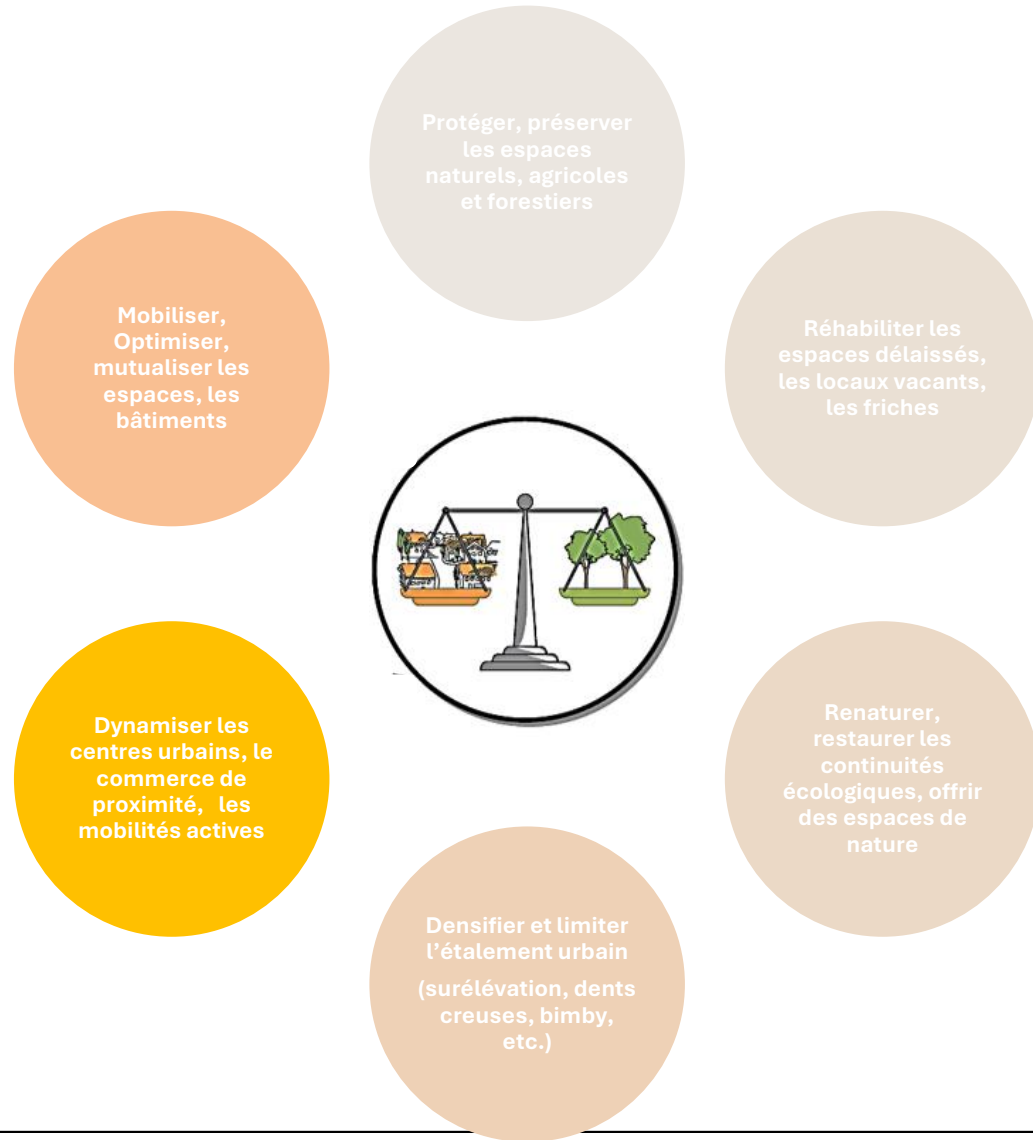 Protéger, préserver
les espaces
naturels, agricoles
et forestiers
Réhabiliter les
espaces délaissés,
les locaux vacants,
les friches
Renaturer,
restaurer les
continuités
écologiques, offrir
des espaces de
nature
Densifier et limiter
l’étalement urbain
(surélévation, dents
creuses, bimby,
etc.)
Dynamiser les
centres urbains, le
commerce de
proximité, les
mobilités actives
Mobiliser,
Optimiser,
mutualiser les
espaces, les
bâtiments